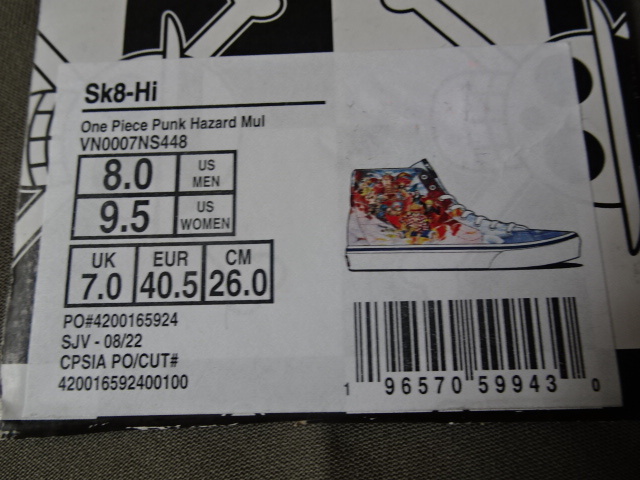 Sk8-Hi
One Piece Punk Hazard Mul
VN0007NS448
8.0 US MEN
9.5 US WOMEN
UK EUR CM
7.0 40.5 26.0
PO#4200165924
SJV - 08/22
CPSIA PO/CUT#
420016592400100
1 96570 59943 0